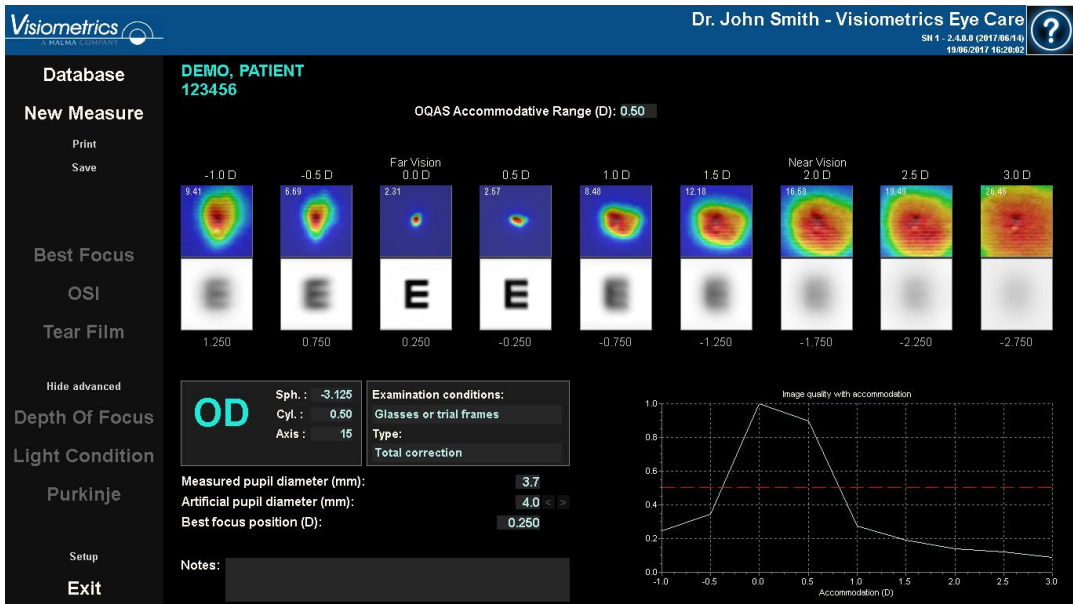 Visiometrics
A HALMA COMPANY
Dr. John Smith - Visiometrics Eye Care
SN 1 - 2.4.0.0 (2017/06/14)
19/06/2017 16:20:02
?
Database
New Measure
Print
Save
Best Focus
OSI
Tear Film
Hide advanced
Depth Of Focus
Light Condition
Purkinje
Setup
Exit
DEMO, PATIENT
123456
OQAS Accommodative Range (D): 0.50
Far Vision Near Vision
-1.0 D -0.5 D 0.0 D 0.5 D 1.0 D 1.5 D 2.0 D 2.5 D 3.0 D
9.41 6.69 2.31 2.57 8.48 12.18 16.58 19.49 26.45
E E E E E E E E E
1.250 0.750 0.250 -0.250 -0.750 -1.250 -1.750 -2.250 -2.750
OD
Sph. : -3.125
Cyl. : 0.50
Axis : 15
Examination conditions:
Glasses or trial frames
Type:
Total correction
Measured pupil diameter (mm): 3.7
Artificial pupil diameter (mm): 4.0 < >
Best focus position (D): 0.250
Notes:
Image quality with accommodation
1.0
0.8
0.6
0.4
0.2
0.0
-1.0 -0.5 0.0 0.5 1.0 1.5 2.0 2.5 3.0
Accommodation (D)